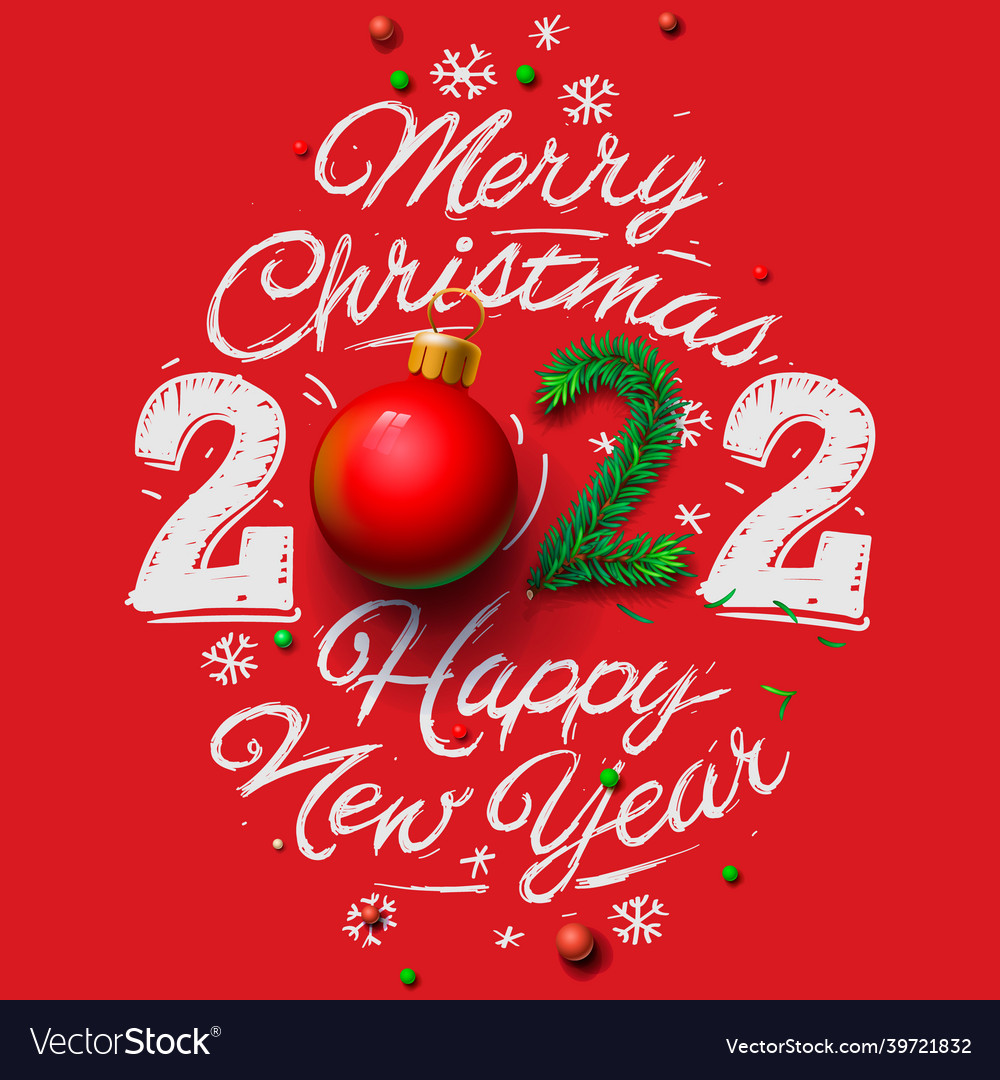 Merry
Christmas
2022
Happy
New Year
VectorStock®
VectorStock.com/39721832